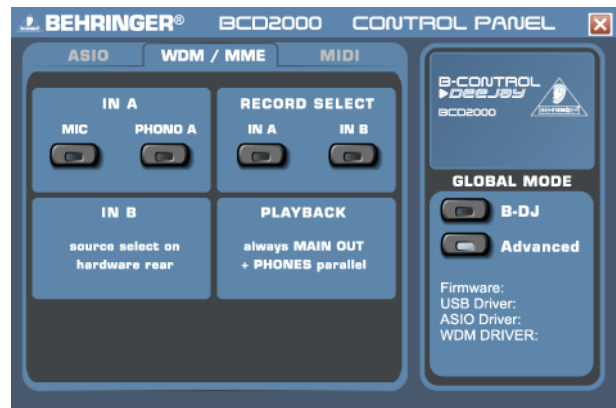 BEHRINGER® BCD2000 CONTROL PANEL
ASIO WDM / MME MIDI
IN A
MIC PHONO A
RECORD SELECT
IN A IN B
IN B
source select on
hardware rear
PLAYBACK
always MAIN OUT
+ PHONES parallel
B-CONTROL
DEEJAY
BCD2000
BEHRINGER
GLOBAL MODE
B-DJ
Advanced
Firmware:
USB Driver:
ASIO Driver:
WDM DRIVER: